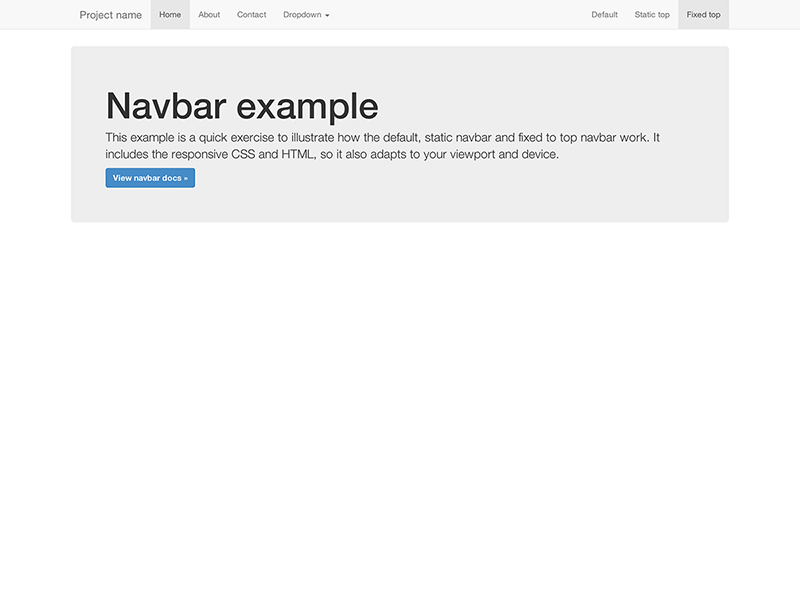 Project name Home About Contact Dropdown Default Static top Fixed top
Navbar example
This example is a quick exercise to illustrate how the default, static navbar and fixed to top navbar work. It
includes the responsive CSS and HTML, so it also adapts to your viewport and device.
View navbar docs »